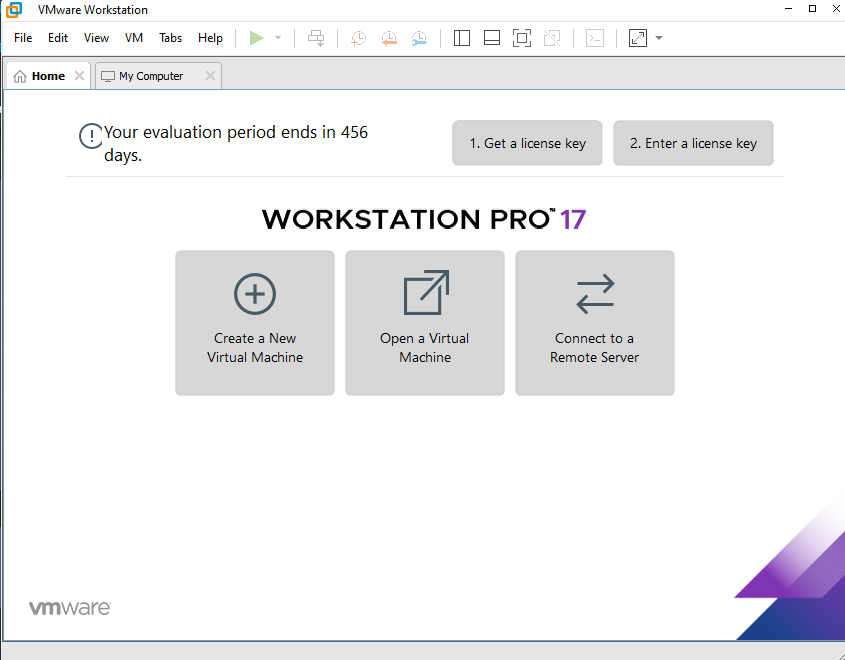 VMware Workstation
File Edit View VM Tabs Help
Home My Computer
Your evaluation period ends in 456
days.
1. Get a license key 2. Enter a license key
WORKSTATION PRO™ 17
Create a New
Virtual Machine
Open a Virtual
Machine
Connect to a
Remote Server
vmware